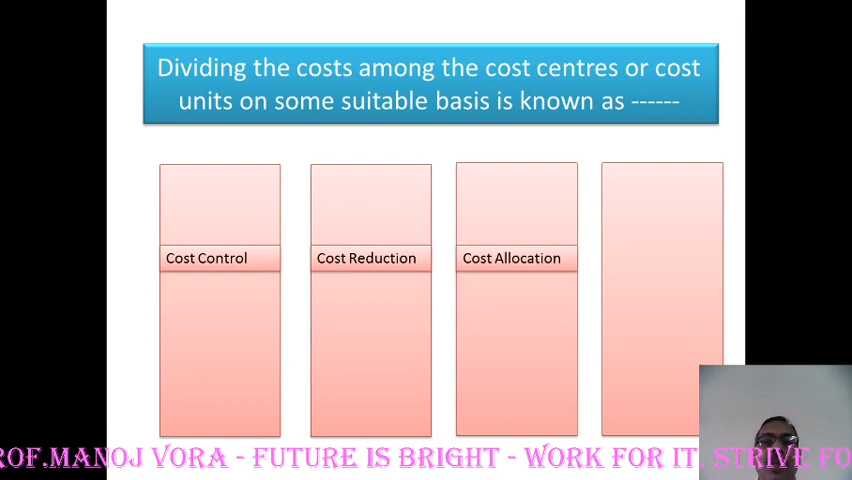 Dividing the costs among the cost centres or cost
units on some suitable basis is known as ------
Cost Control
Cost Reduction
Cost Allocation
ROF.MANOJ VORA - FUTURE IS BRIGHT - WORK FOR IT. STRIVE FO